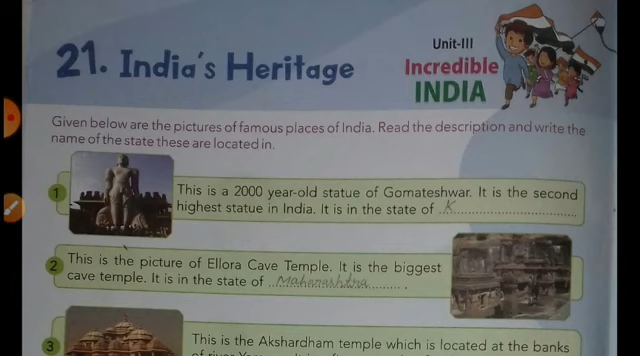 21. India's Heritage
Unit-III
Incredible
INDIA
Given below are the pictures of famous places of India. Read the description and write the
name of the state these are located in.
1
This is a 2000 year-old statue of Gomateshwar. It is the second
highest statue in India. It is in the state of K
2
This is the picture of Ellora Cave Temple. It is the biggest
cave temple. It is in the state of Maharashtra .
3
This is the Akshardham temple which is located at the banks
of river